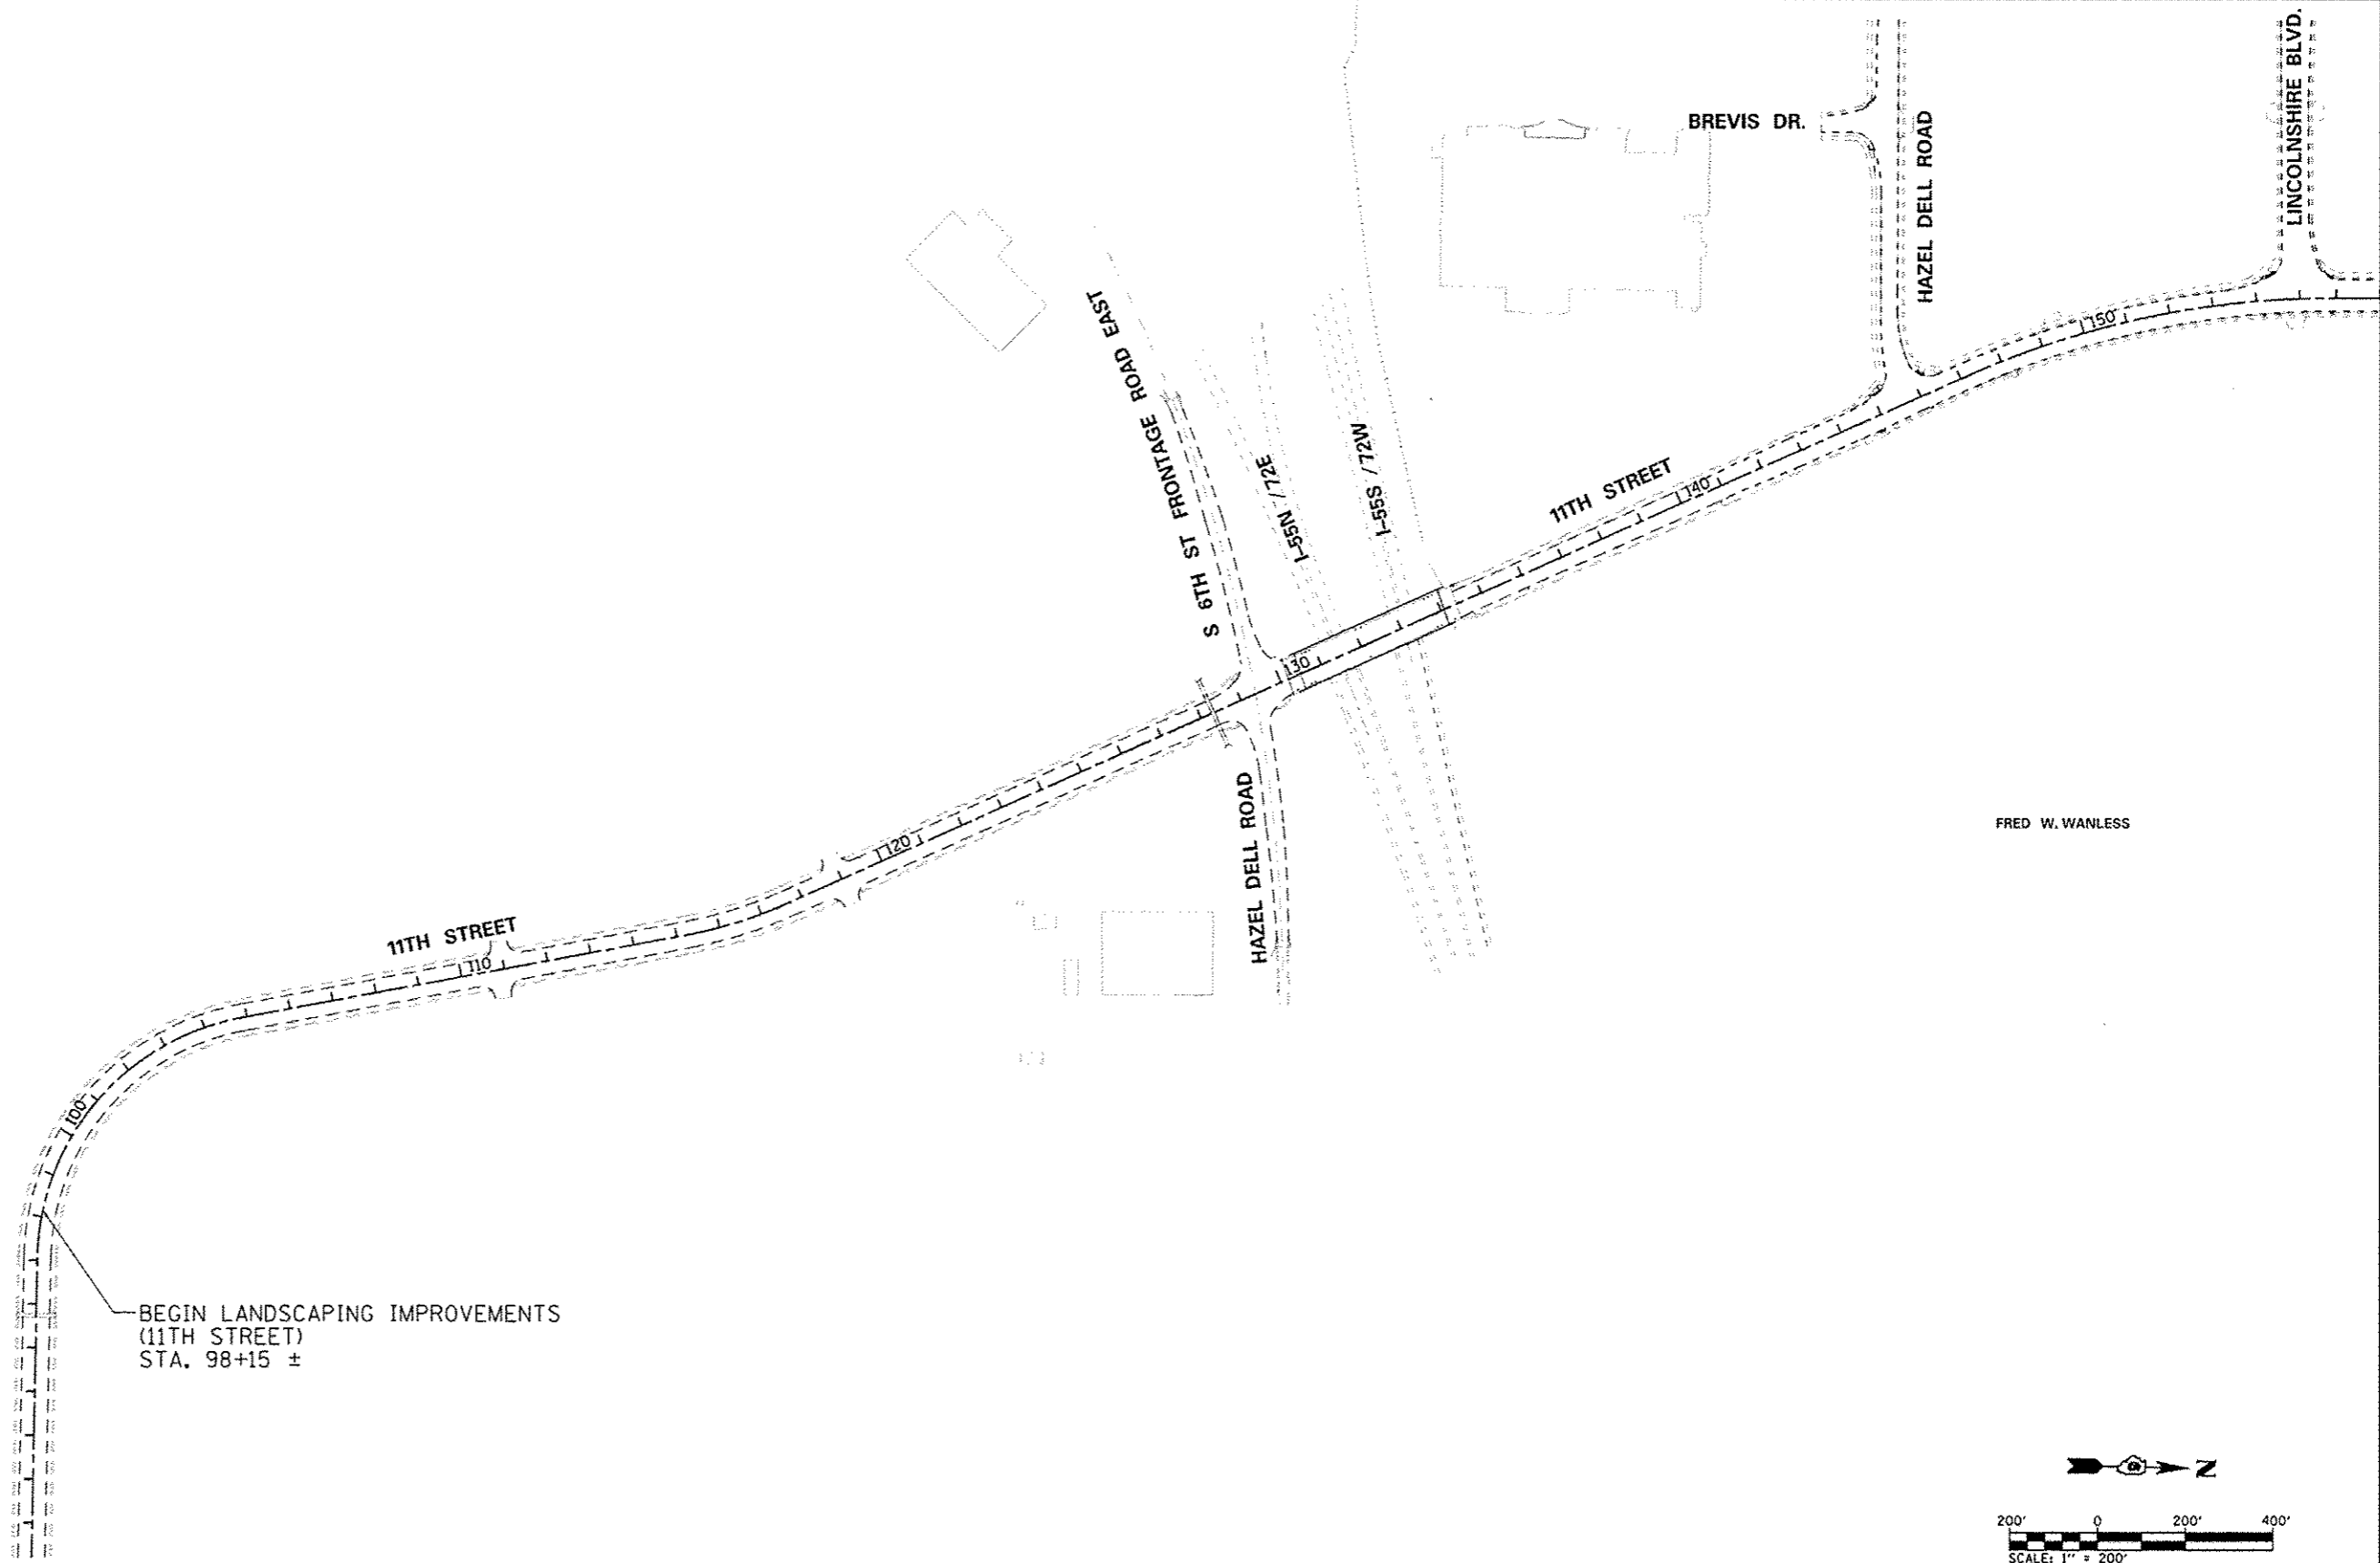 LINCOLNSHIRE BLVD.
BREVIS DR.
HAZEL DELL ROAD
S 6TH ST FRONTAGE ROAD EAST
150
I-55N / 72E
I-55S / 72W
11TH STREET
140
130
HAZEL DELL ROAD
FRED W. WANLESS
120
11TH STREET
110
100
BEGIN LANDSCAPING IMPROVEMENTS
(11TH STREET)
STA. 98+15 ±
N
200' 0 200' 400'
SCALE: 1" = 200'